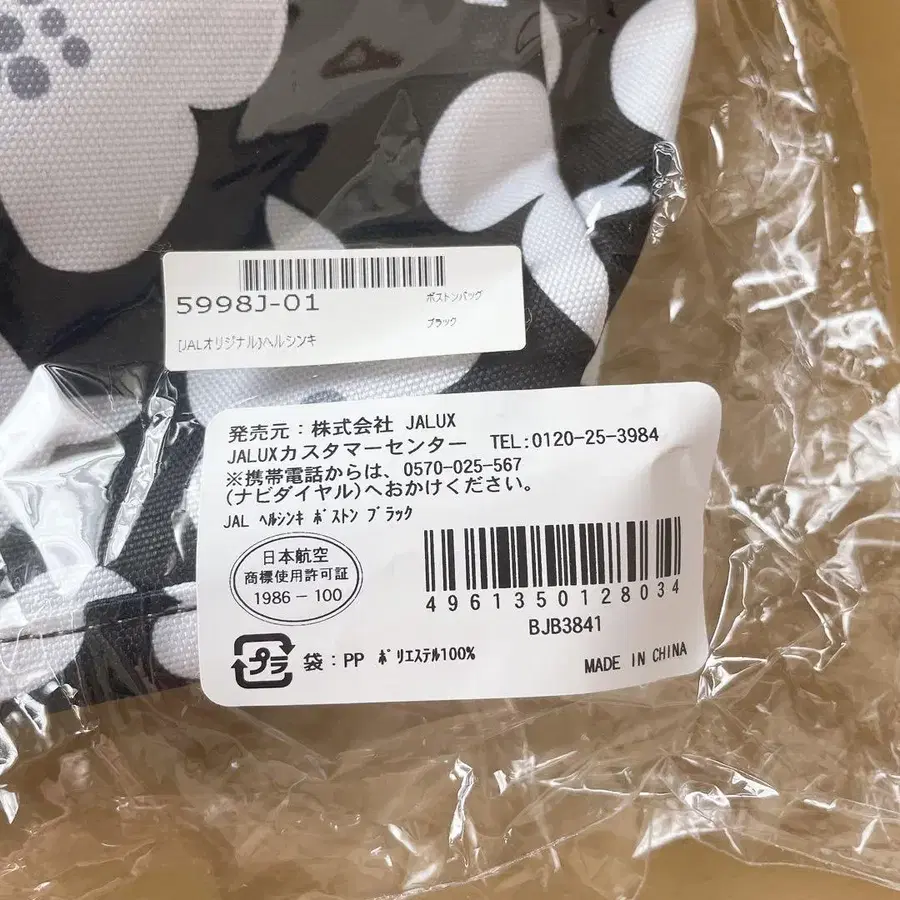 5998J-01
ボストンバッグ
ブラック
[JALオリジナル]ヘルシンキ
発売元：株式会社 JALUX
JALUXカスタマーセンター TEL:0120-25-3984
※携帯電話からは、0570-025-567
(ナビダイヤル)へおかけください。
JAL ﾍﾙｼﾝｷ ﾎﾞｽﾄﾝ ﾌﾞﾗｯｸ
日本航空
商標使用許可証
1986－100
4961350128034
BJB3841
プラ 袋：PP ﾎﾟﾘｴｽﾃﾙ100%
MADE IN CHINA